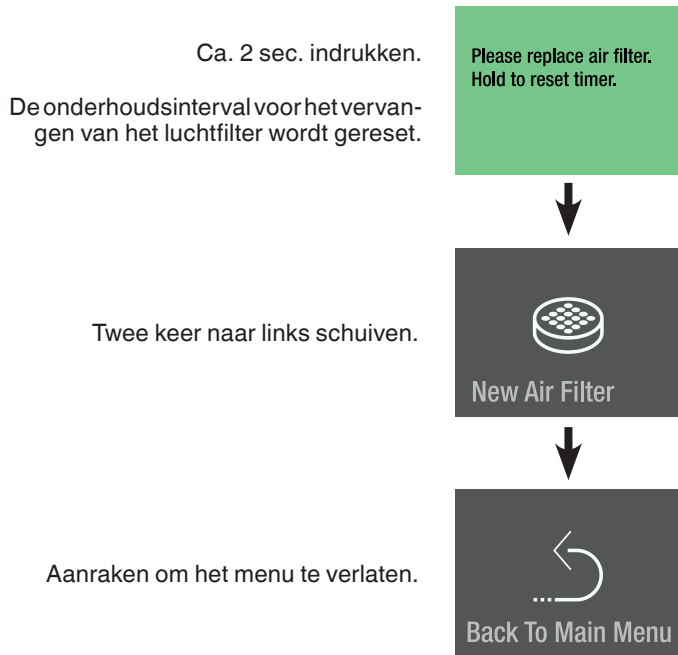 Ca. 2 sec. indrukken.
De onderhoudsinterval voor het vervan-
gen van het luchtfilter wordt gereset.
Please replace air filter.
Hold to reset timer.
Twee keer naar links schuiven.
New Air Filter
Aanraken om het menu te verlaten.
Back To Main Menu